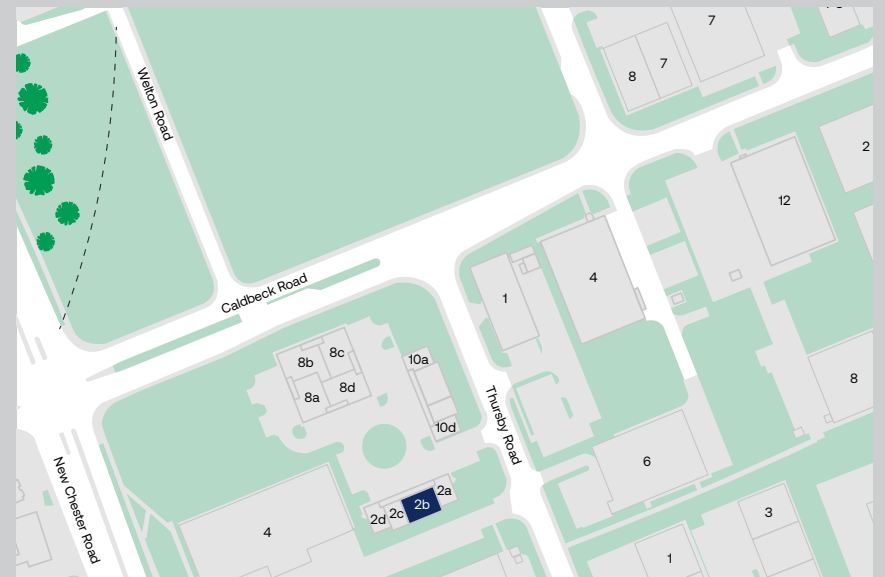 7
8
7
Welton Road
2
12
4
1
Caldbeck Road
8b
8c
8a
8d
10a
10d
8
Thursby Road
New Chester Road
6
2a
2b
2c
2d
4
3
1